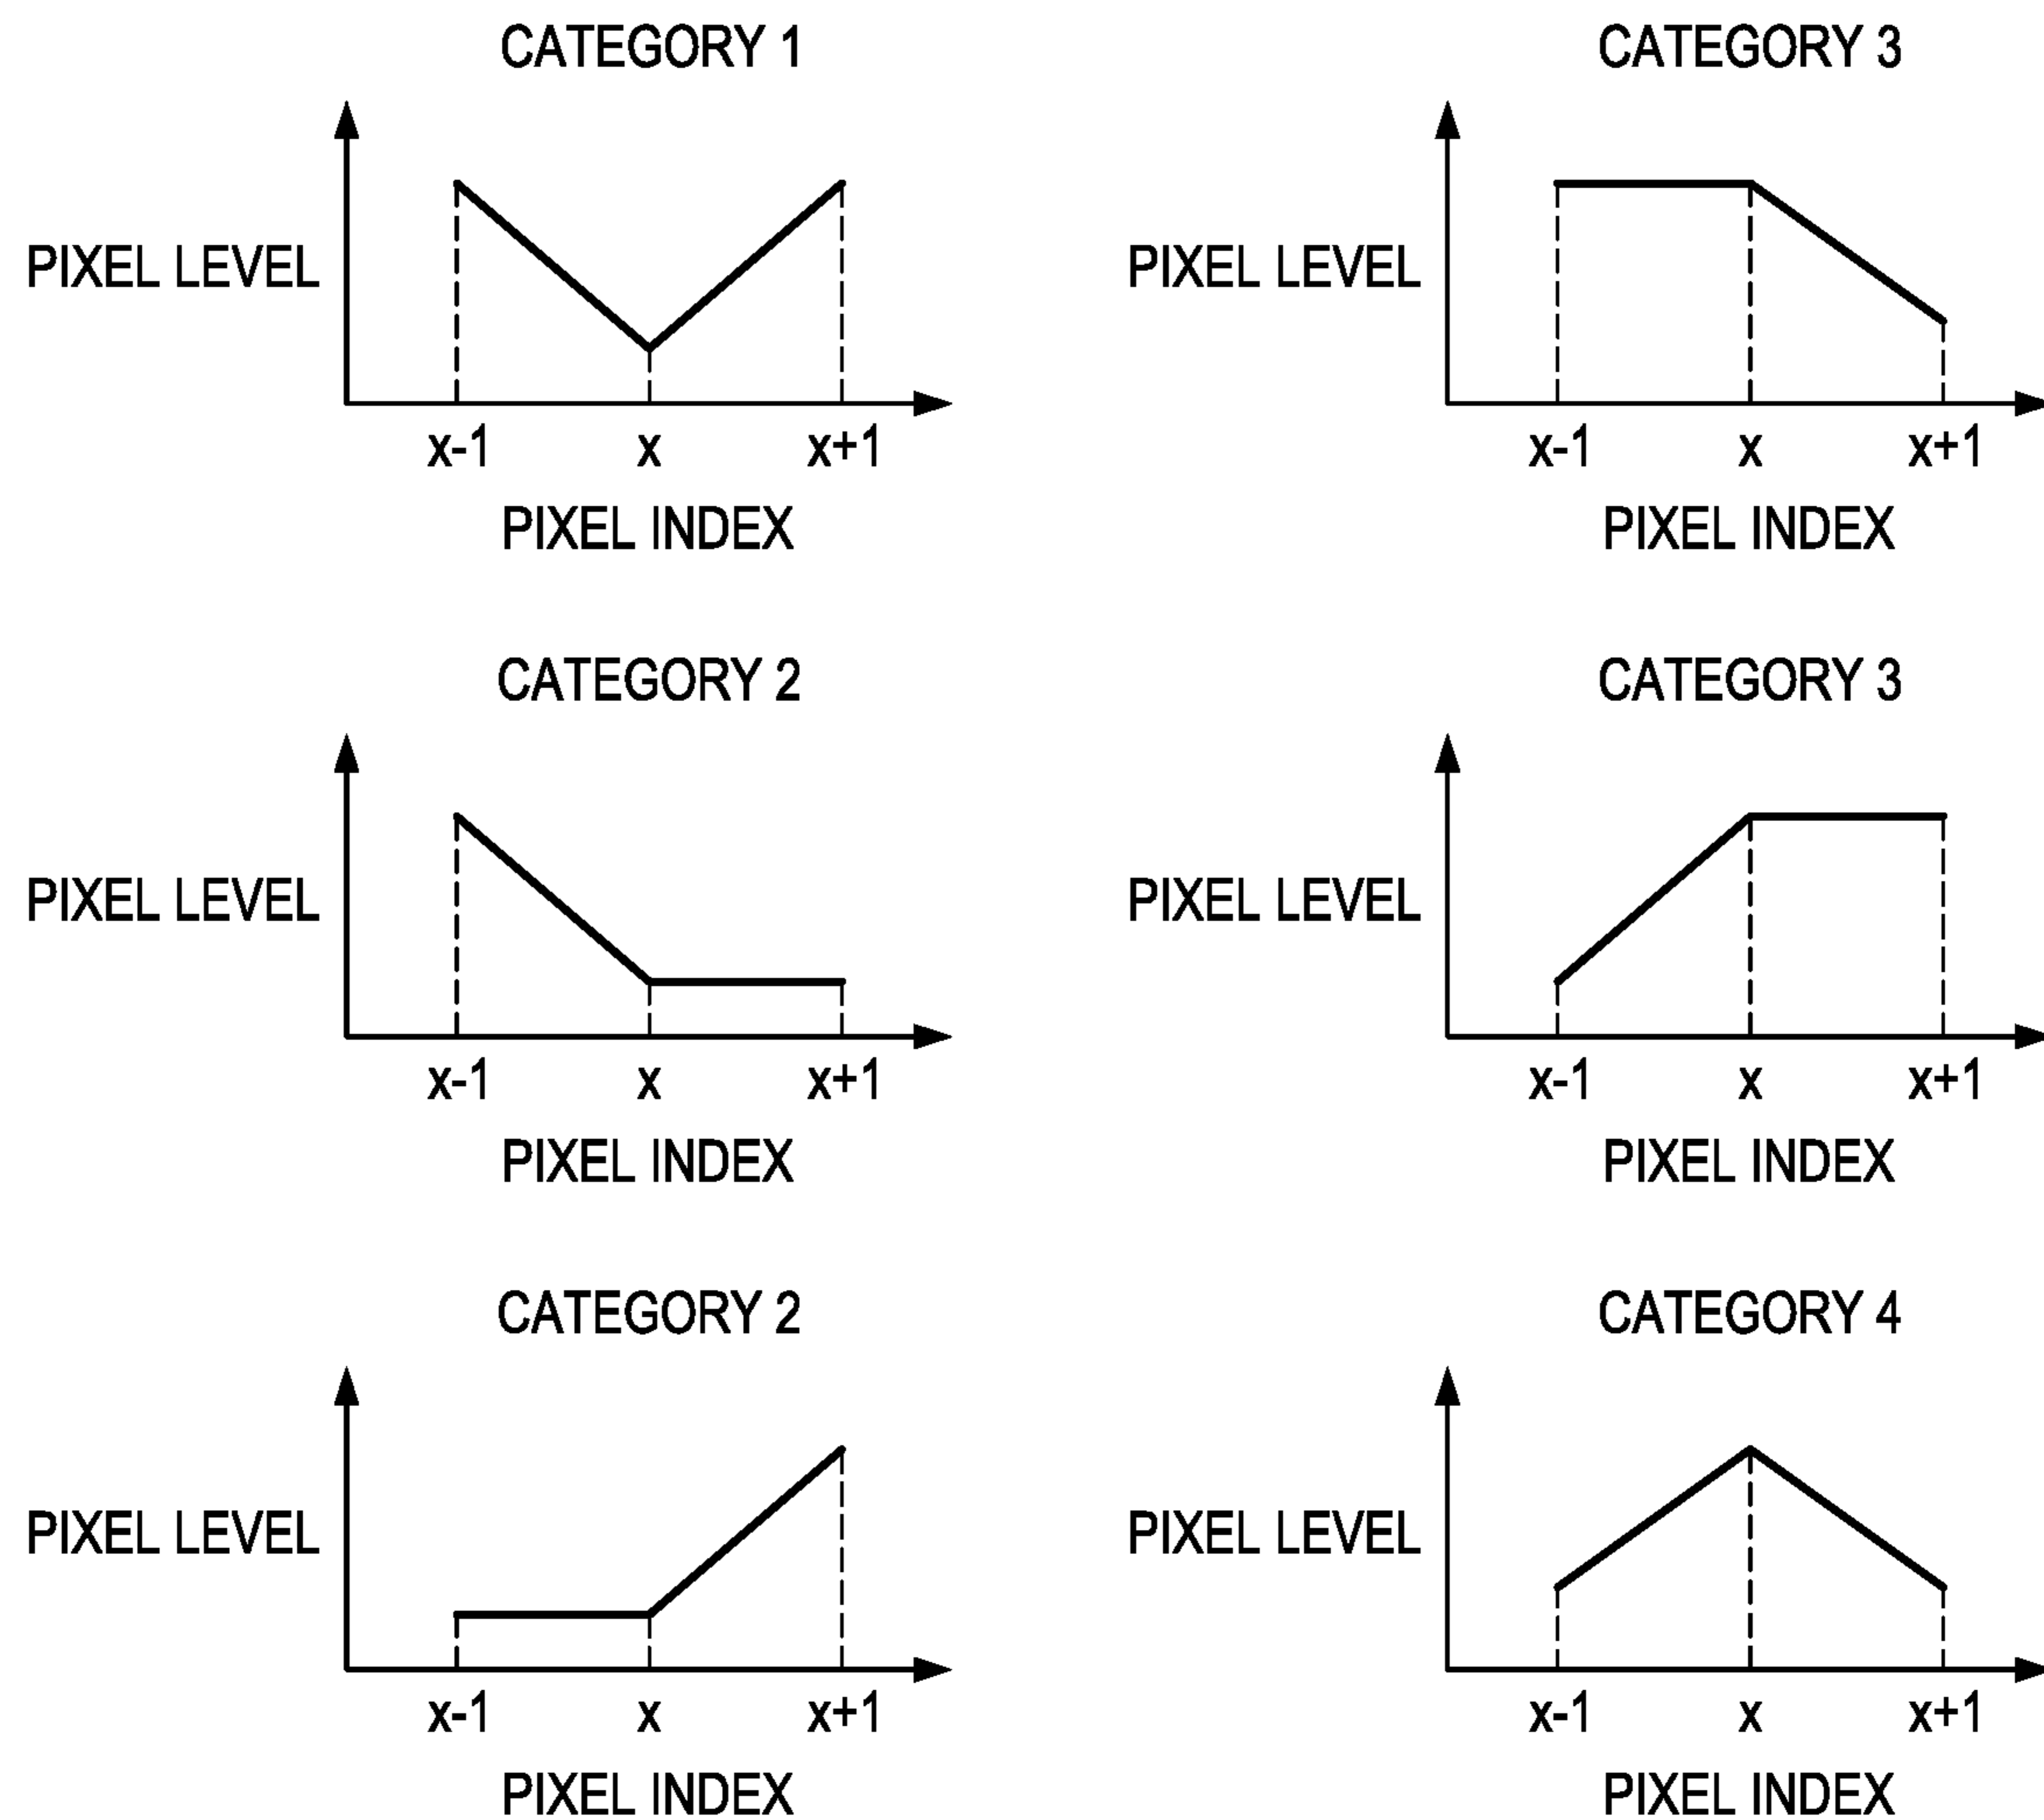 CATEGORY 1
PIXEL LEVEL
x-1 x x+1
PIXEL INDEX
CATEGORY 3
PIXEL LEVEL
x-1 x x+1
PIXEL INDEX
CATEGORY 2
PIXEL LEVEL
x-1 x x+1
PIXEL INDEX
CATEGORY 3
PIXEL LEVEL
x-1 x x+1
PIXEL INDEX
CATEGORY 2
PIXEL LEVEL
x-1 x x+1
PIXEL INDEX
CATEGORY 4
PIXEL LEVEL
x-1 x x+1
PIXEL INDEX